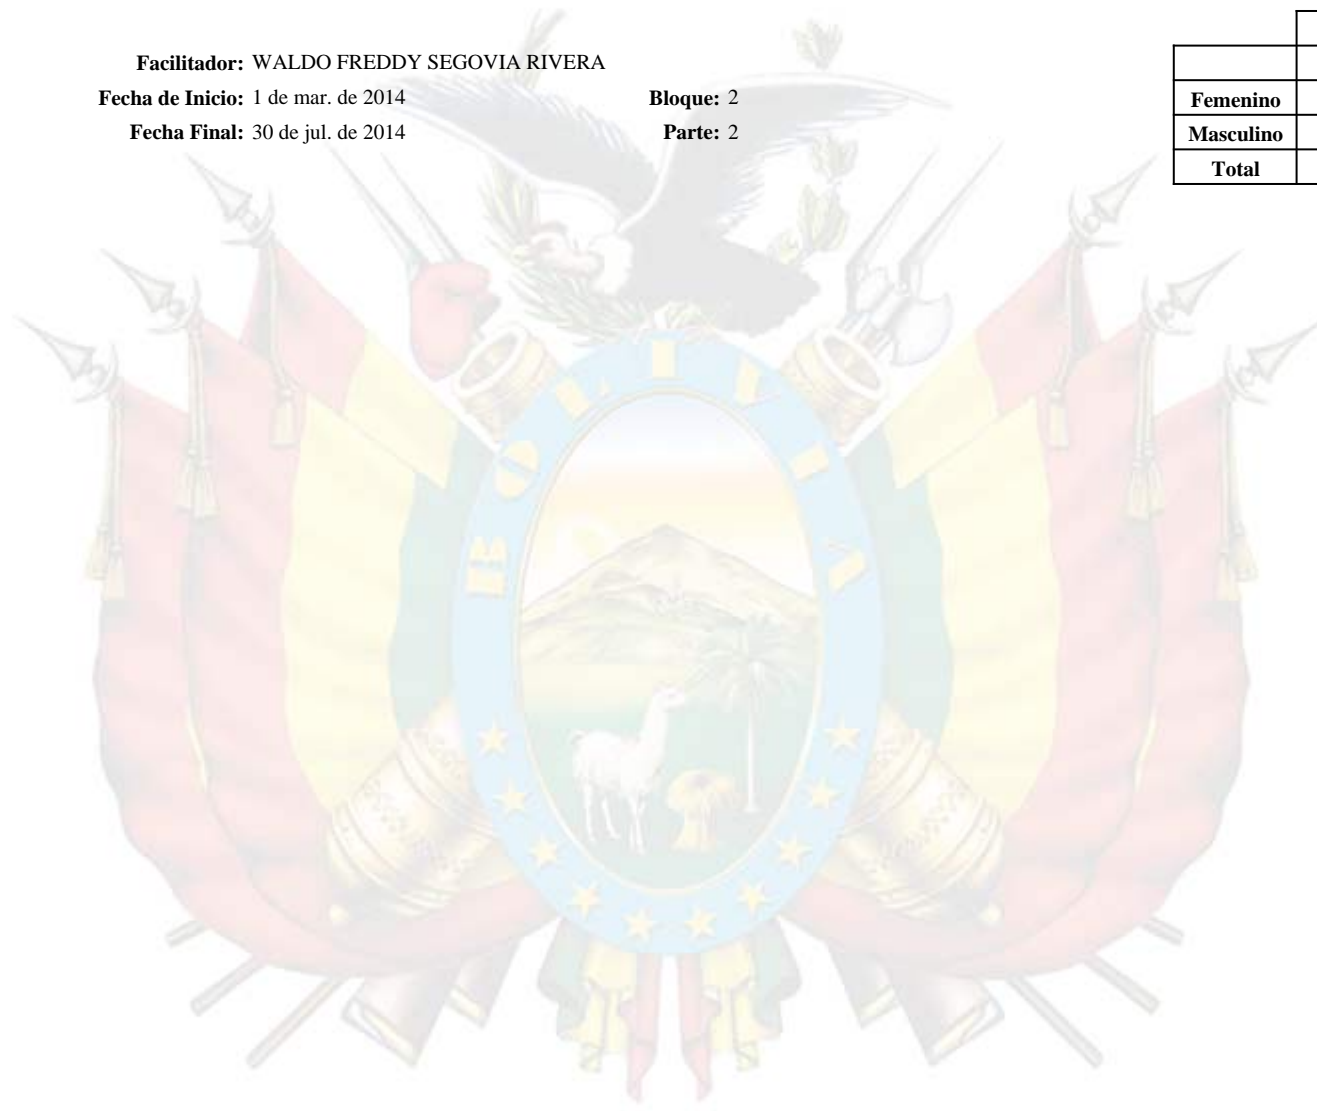 Facilitador: WALDO FREDDY SEGOVIA RIVERA
Fecha de Inicio: 1 de mar. de 2014 Bloque: 2
Fecha Final: 30 de jul. de 2014 Parte: 2
Femenino
Masculino
Total
BOLIVIA